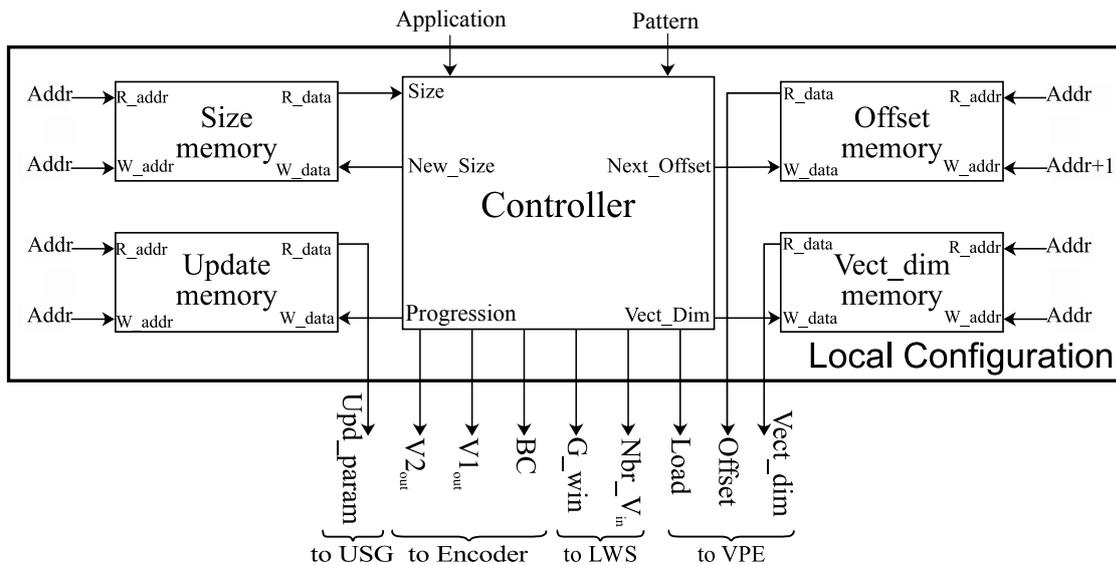 Application
Pattern
Addr
R_addr
R_data
Size
memory
Addr
W_addr
W_data
Size
New_Size
Next_Offset
Controller
Progression
Vect_Dim
R_data
R_addr
Addr
Offset
memory
W_data
W_addr
Addr+1
Addr
R_addr
R_data
Update
memory
Addr
W_addr
W_data
R_data
R_addr
Addr
Vect_dim
memory
W_data
W_addr
Addr
Local Configuration
Upd_param
V2out
V1out
BC
G_win
Nbr_Vin
Load
Offset
Vect_dim
to USG
to Encoder
to LWS
to VPE